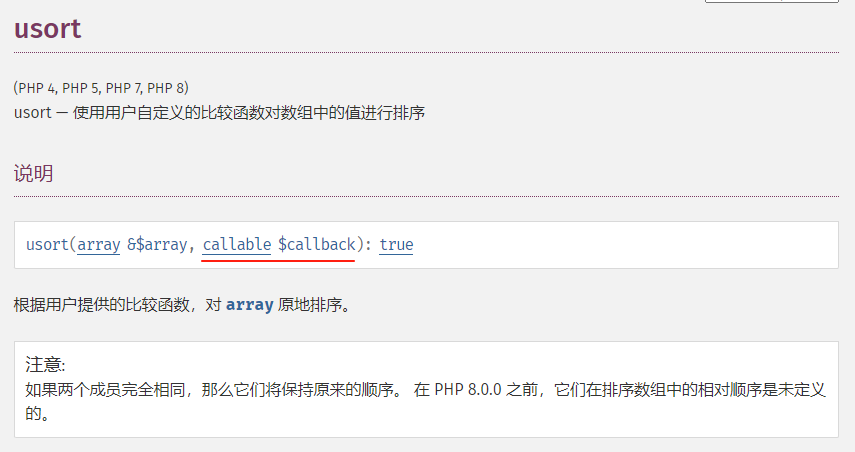 usort
(PHP 4, PHP 5, PHP 7, PHP 8)
usort — 使用用户自定义的比较函数对数组中的值进行排序
说明
usort(array &$array, callable $callback): true
根据用户提供的比较函数，对 array 原地排序。
注意:
如果两个成员完全相同，那么它们将保持原来的顺序。 在 PHP 8.0.0 之前，它们在排序数组中的相对顺序是未定义
的。